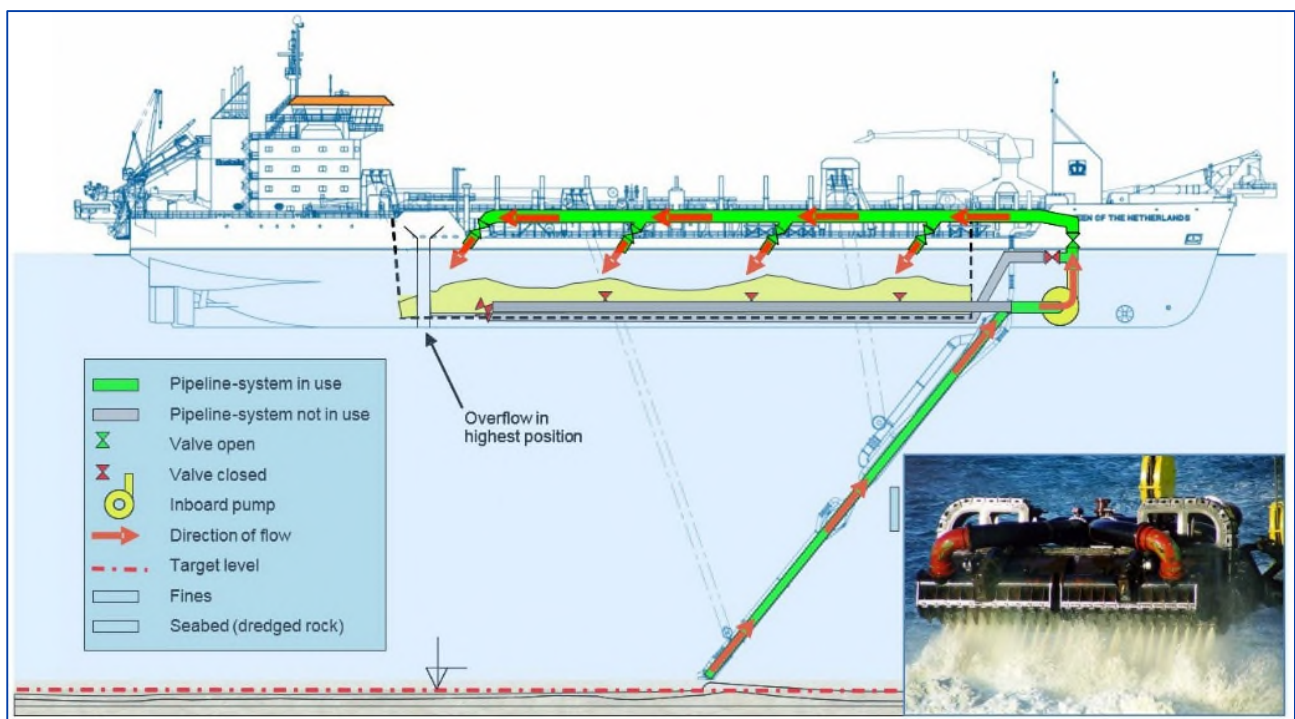 EEN OF THE NETHERLANDS
Overflow in
highest position
Pipeline-system in use
Pipeline-system not in use
Valve open
Valve closed
Inboard pump
Direction of flow
Target level
Fines
Seabed (dredged rock)